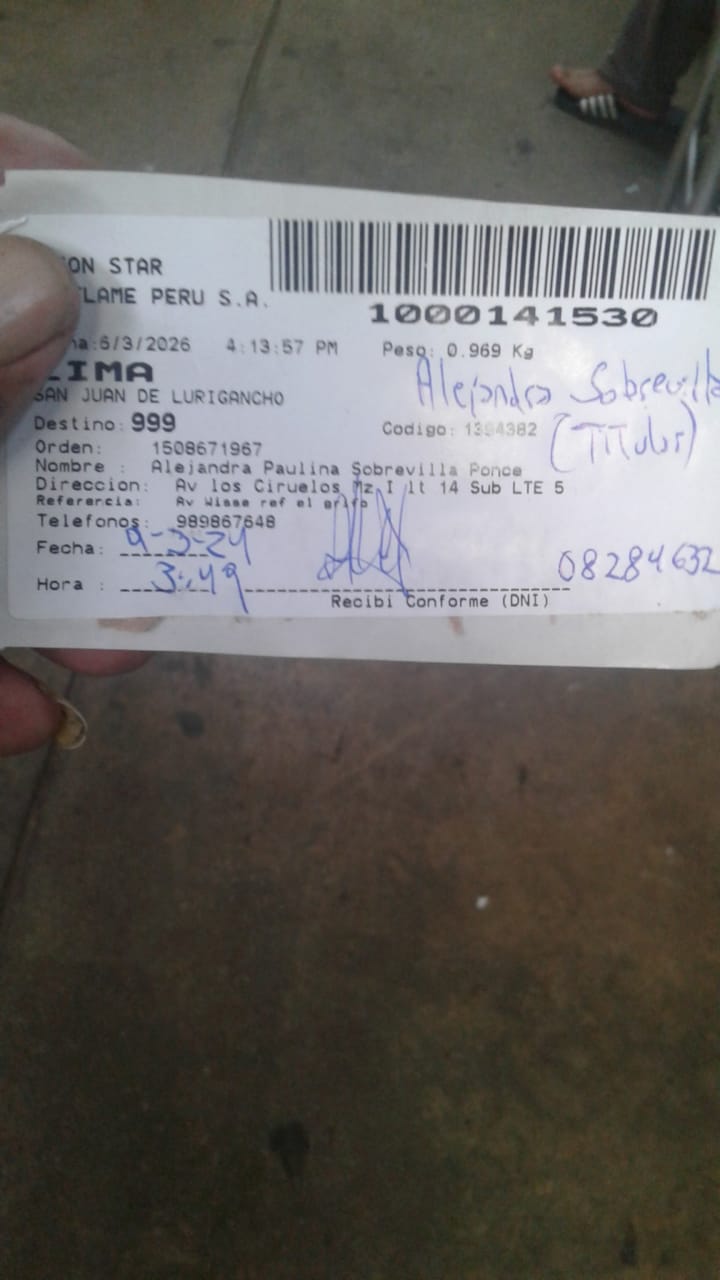 ON STAR
LAME PERU S.A.
1000141530
a:6/3/2026 4:13:57 PM Peso: 0.969 Kg
LIMA
SAN JUAN DE LURIGANCHO
Alejandra Sobrevilla
(Titular)
Destino: 999 Codigo: 1394382
Orden: 1508671967
Nombre : Alejandra Paulina Sobrevilla Ponce
Direccion: Av los Ciruelos Mz I lt 14 Sub LTE 5
Referencia: Av Wiese ref el grifo
Telefonos: 989867648
Fecha: 9-3-24
Hora : 3:49
08284632
Recibi Conforme (DNI)